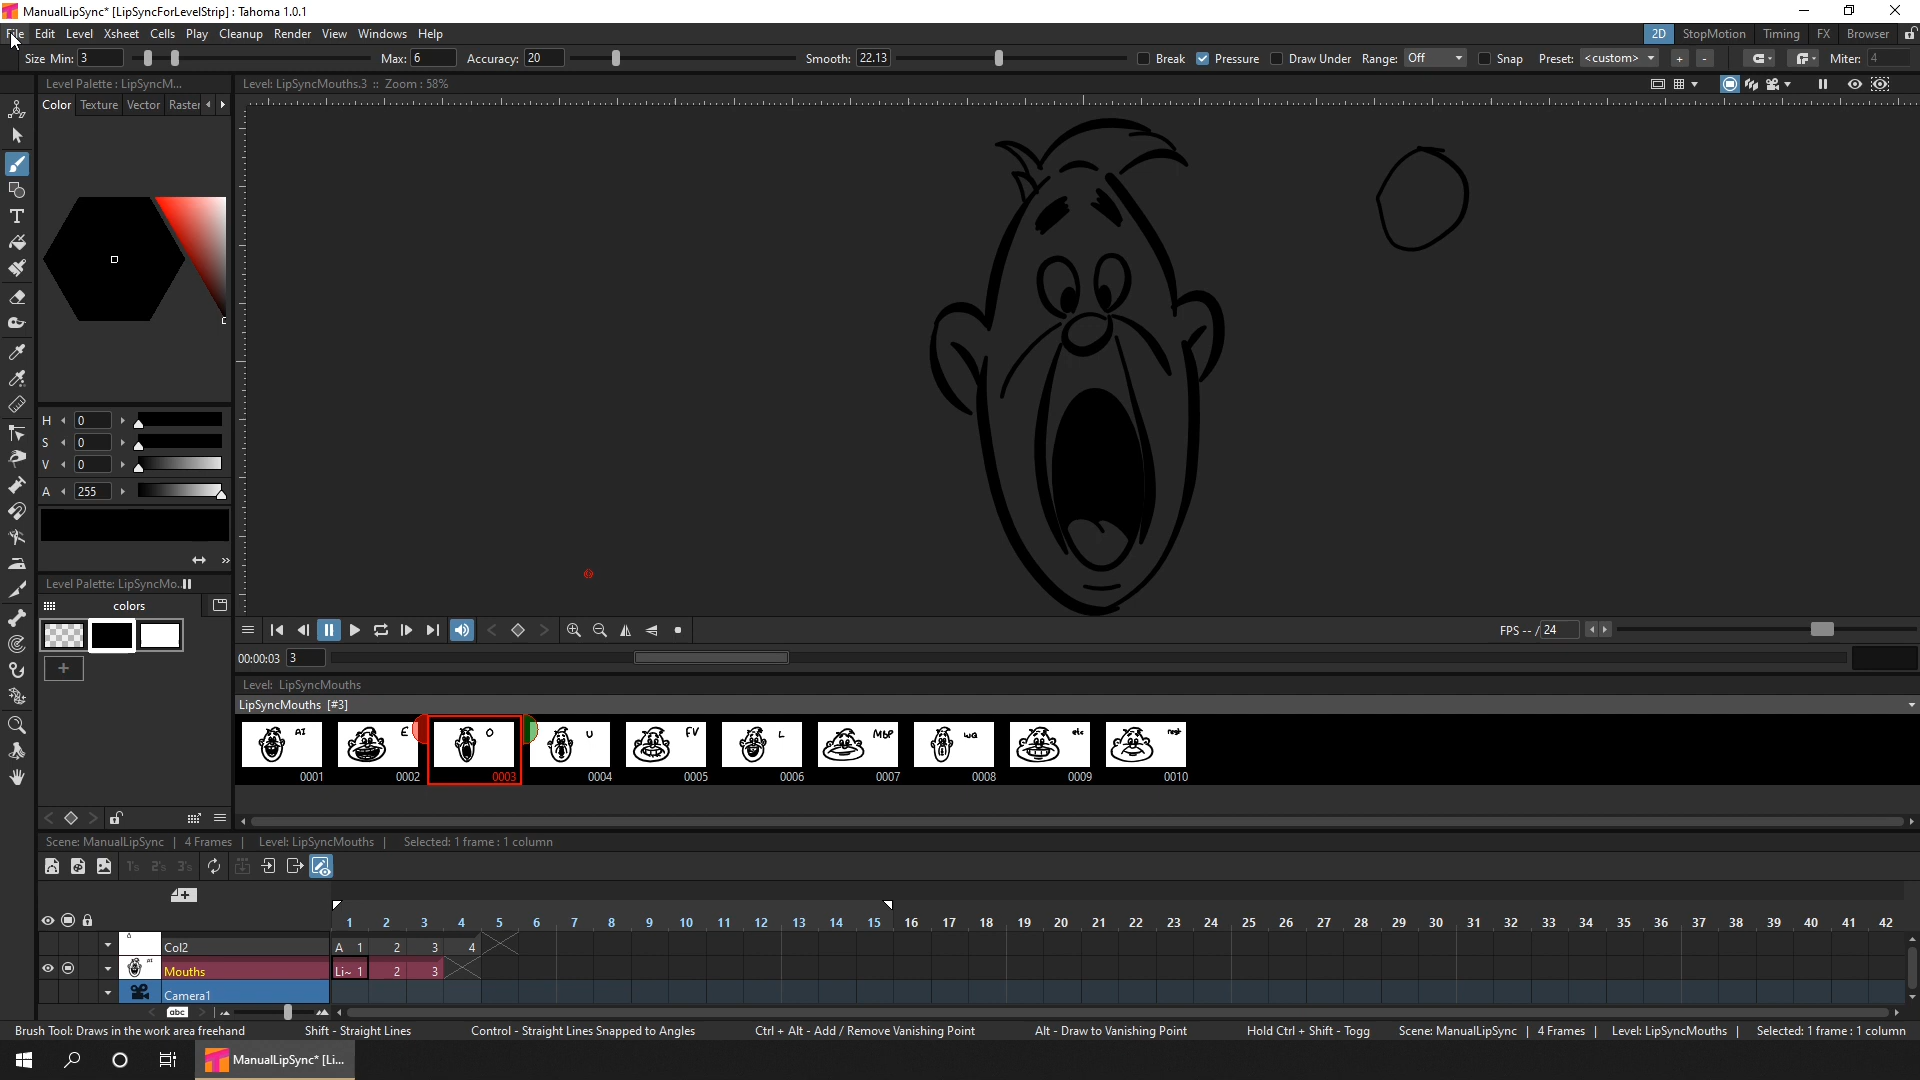 ManualLipSync* [LipSyncForLevelStrip] : Tahoma 1.0.1
File Edit Level Xsheet Cells Play Cleanup Render View Windows Help
2D StopMotion Timing FX Browser
Size Min: 3 Max: 6 Accuracy: 20 Smooth: 22.13 Break Pressure Draw Under Range: Off Snap Preset: <custom> + - Miter: 4
Level Palette : LipSyncM...
Level: LipSyncMouths.3 :: Zoom : 58%
Color Texture Vector Raster
H 0
S 0
V 0
A 255
Level Palette: LipSyncMo..
colors
FPS -- / 24
00:00:03 3
Level: LipSyncMouths
LipSyncMouths [#3]
AI E O U FV L MBP WQ etc rest
0001 0002 0003 0004 0005 0006 0007 0008 0009 0010
Scene: ManualLipSync | 4 Frames | Level: LipSyncMouths | Selected: 1 frame : 1 column
1's 2's 3's
1 2 3 4 5 6 7 8 9 10 11 12 13 14 15 16 17 18 19 20 21 22 23 24 25 26 27 28 29 30 31 32 33 34 35 36 37 38 39 40 41 42
Col2 A 1 2 3 4
Mouths Li~ 1 2 3
Camera1
abc
Brush Tool: Draws in the work area freehand Shift - Straight Lines Control - Straight Lines Snapped to Angles Ctrl + Alt - Add / Remove Vanishing Point Alt - Draw to Vanishing Point Hold Ctrl + Shift - Togg Scene: ManualLipSync | 4 Frames | Level: LipSyncMouths | Selected: 1 frame : 1 column
ManualLipSync* [Li...